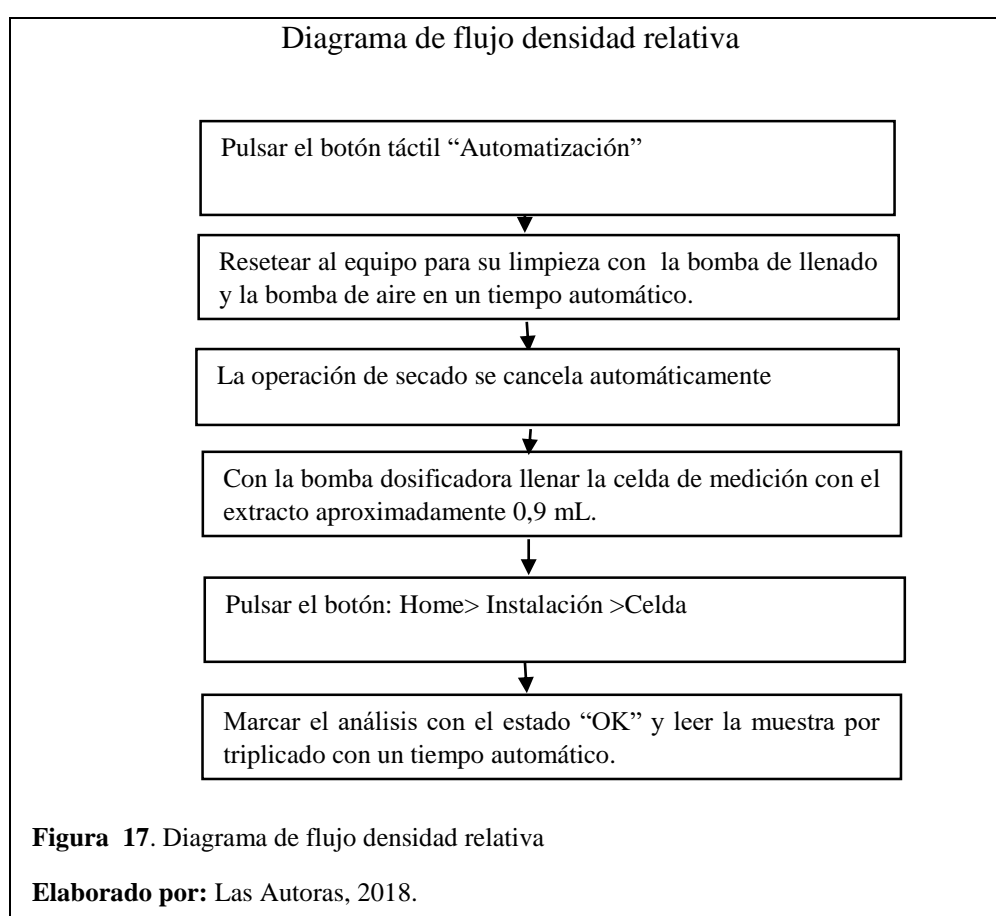 Diagrama de flujo densidad relativa
Pulsar el botón táctil “Automatización”
Resetear al equipo para su limpieza con la bomba de llenado
y la bomba de aire en un tiempo automático.
La operación de secado se cancela automáticamente
Con la bomba dosificadora llenar la celda de medición con el
extracto aproximadamente 0,9 mL.
Pulsar el botón: Home> Instalación >Celda
Marcar el análisis con el estado “OK” y leer la muestra por
triplicado con un tiempo automático.
Figura 17. Diagrama de flujo densidad relativa
Elaborado por: Las Autoras, 2018.